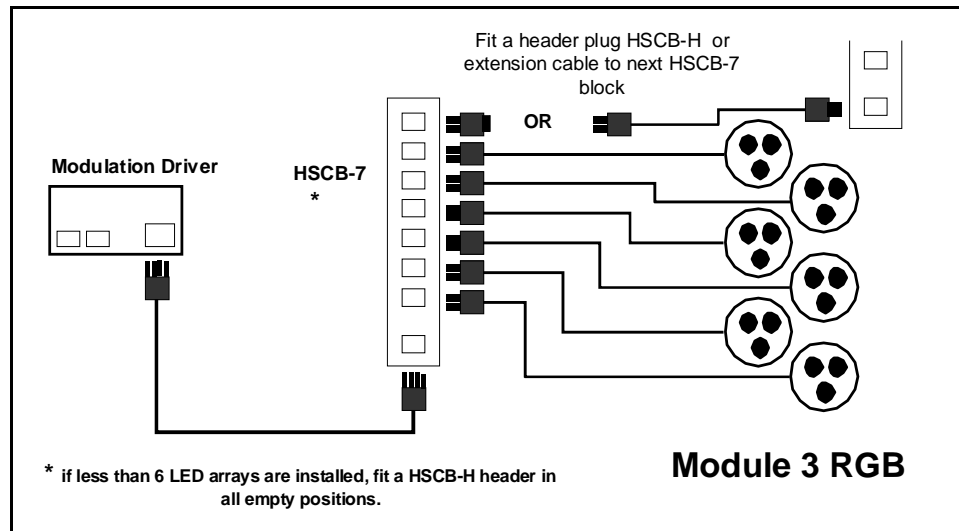 Fit a header plug HSCB-H or
extension cable to next HSCB-7
block
OR
Modulation Driver
HSCB-7
*
* if less than 6 LED arrays are installed, fit a HSCB-H header in
all empty positions.
Module 3 RGB